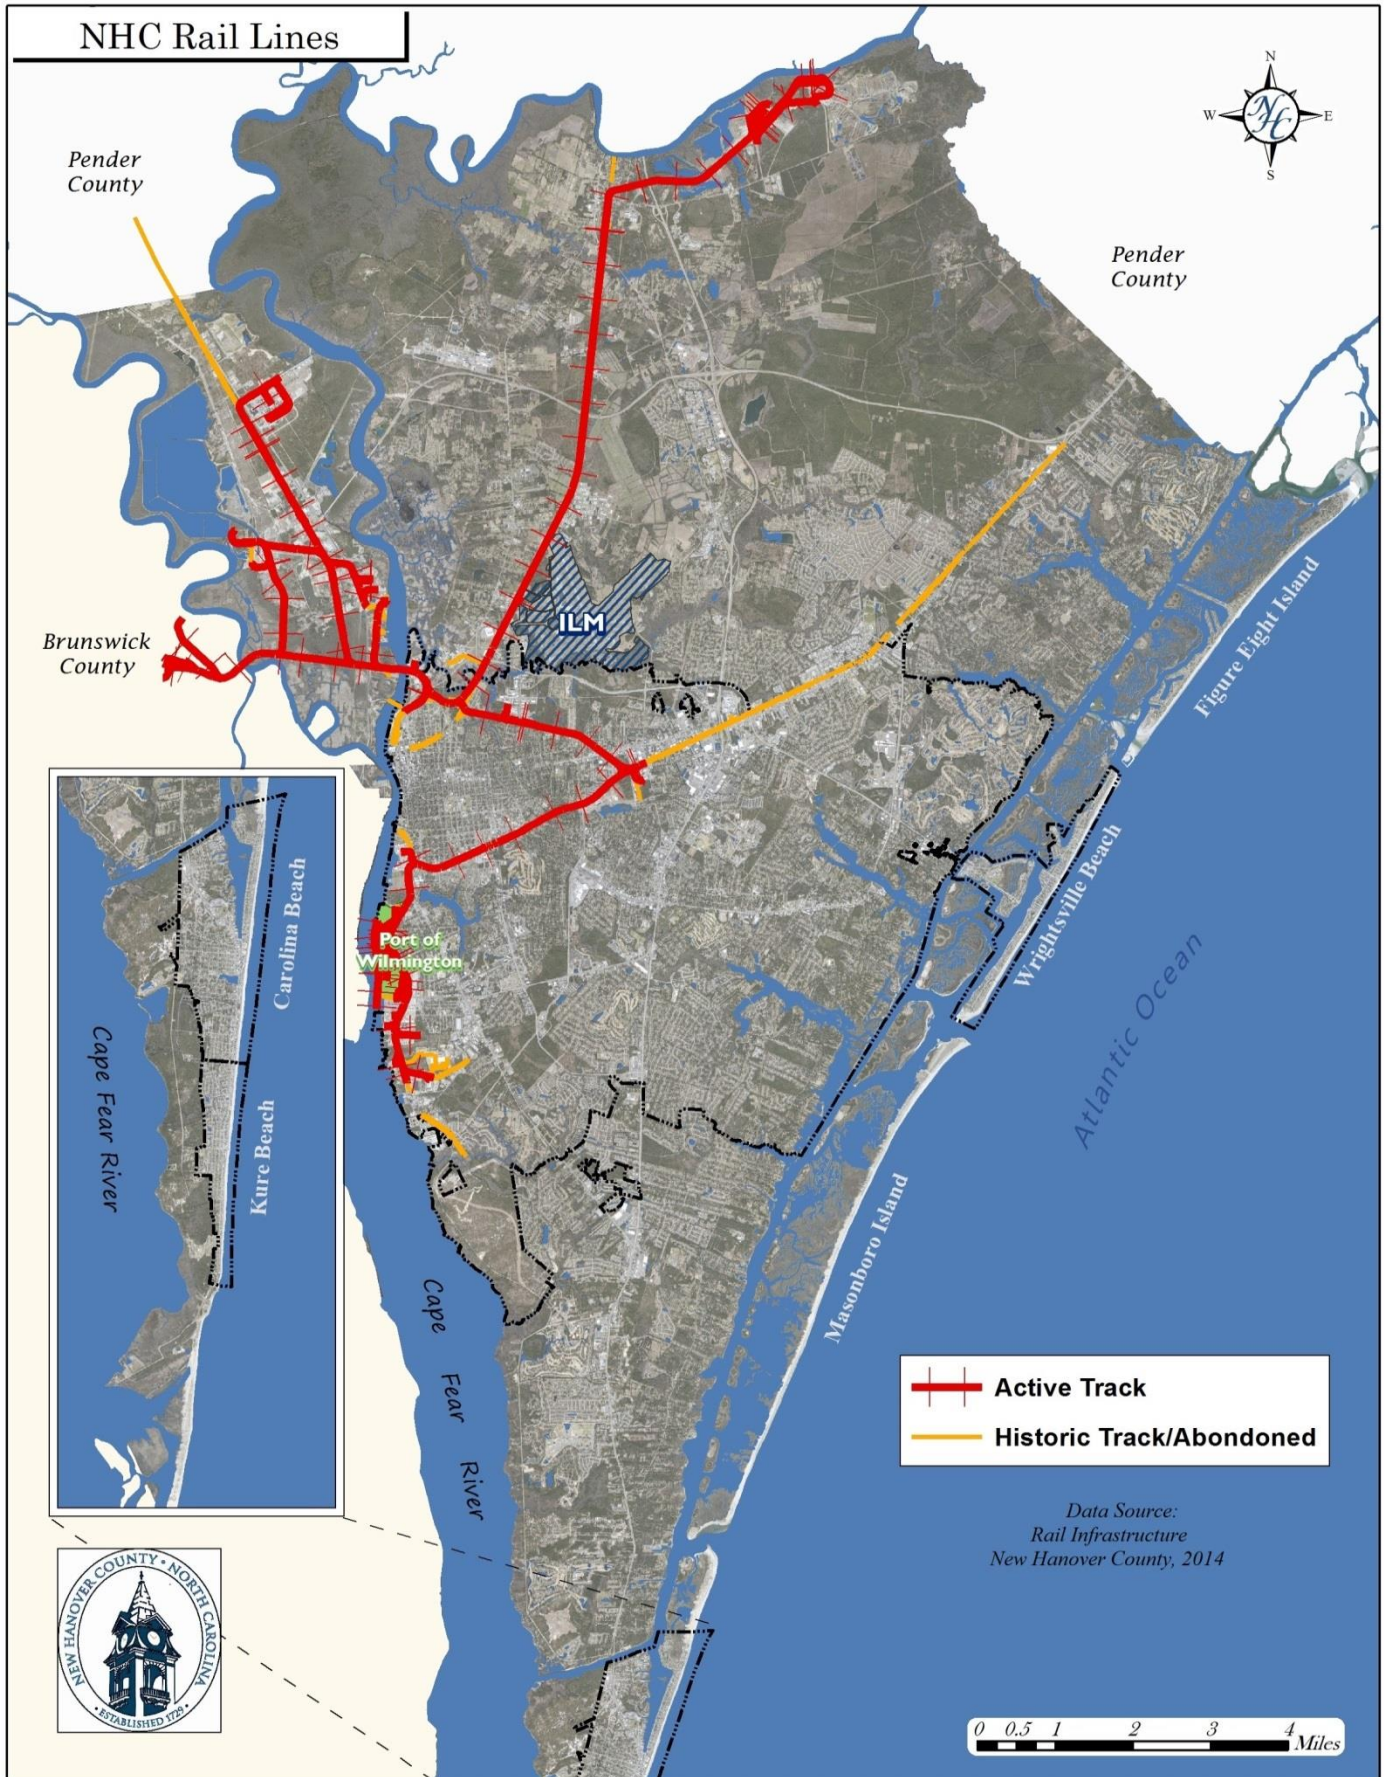 NHC Rail Lines
N
W
NHC
E
S
Pender
County
Pender
County
ILM
Brunswick
County
Figure Eight Island
Wrightsville Beach
Port of
Wilmington
Carolina Beach
Cape Fear River
Kure Beach
Atlantic Ocean
Masonboro Island
Cape
Fear
River
Active Track
Historic Track/Abondoned
Data Source:
Rail Infrastructure
New Hanover County, 2014
NEW HANOVER COUNTY • NORTH CAROLINA
• ESTABLISHED 1729 •
0 0.5 1 2 3 4
Miles